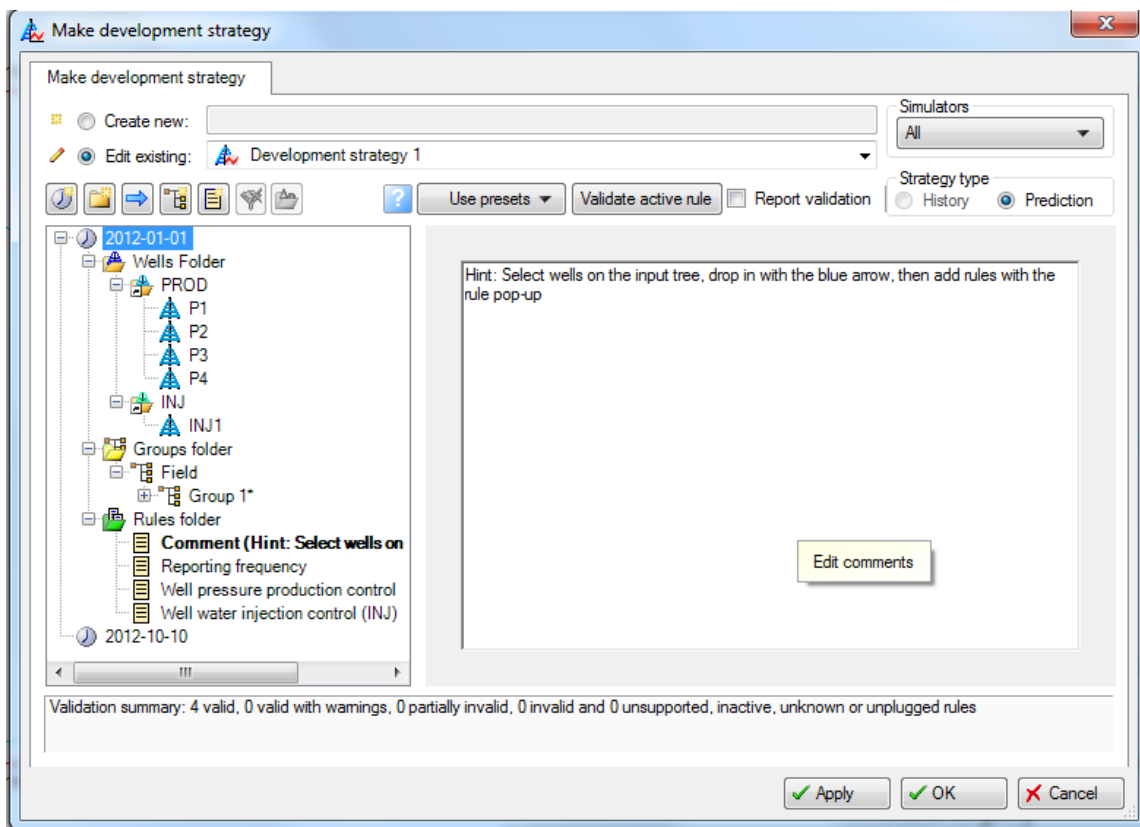 Make development strategy
Make development strategy
Create new:
Simulators
All
Edit existing:
Development strategy 1
Use presets
Validate active rule
Report validation
Strategy type
History
Prediction
2012-01-01
Wells Folder
PROD
P1
P2
P3
P4
INJ
INJ1
Groups folder
Field
Group 1*
Rules folder
Comment (Hint: Select wells on
Reporting frequency
Well pressure production control
Well water injection control (INJ)
2012-10-10
Hint: Select wells on the input tree, drop in with the blue arrow, then add rules with the
rule pop-up
Edit comments
Validation summary: 4 valid, 0 valid with warnings, 0 partially invalid, 0 invalid and 0 unsupported, inactive, unknown or unplugged rules
Apply
OK
Cancel